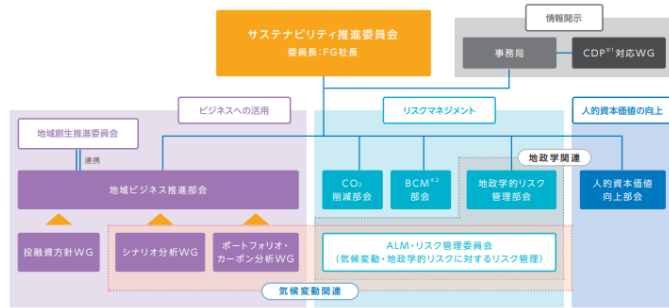 サステナビリティ推進委員会
委員長：FG社長
情報開示
事務局
CDP※1 対応WG
ビジネスへの活用
リスクマネジメント
人的資本価値の向上
地域創生推進委員会
連携
地政学関連
地域ビジネス推進部会
CO₂
削減部会
BCM※2
部会
地政学的リスク
管理部会
人的資本価値
向上部会
投融資方針WG
シナリオ分析WG
ポートフォリオ・
カーボン分析WG
ALM・リスク管理委員会
（気候変動・地政学的リスクに対するリスク管理）
気候変動関連